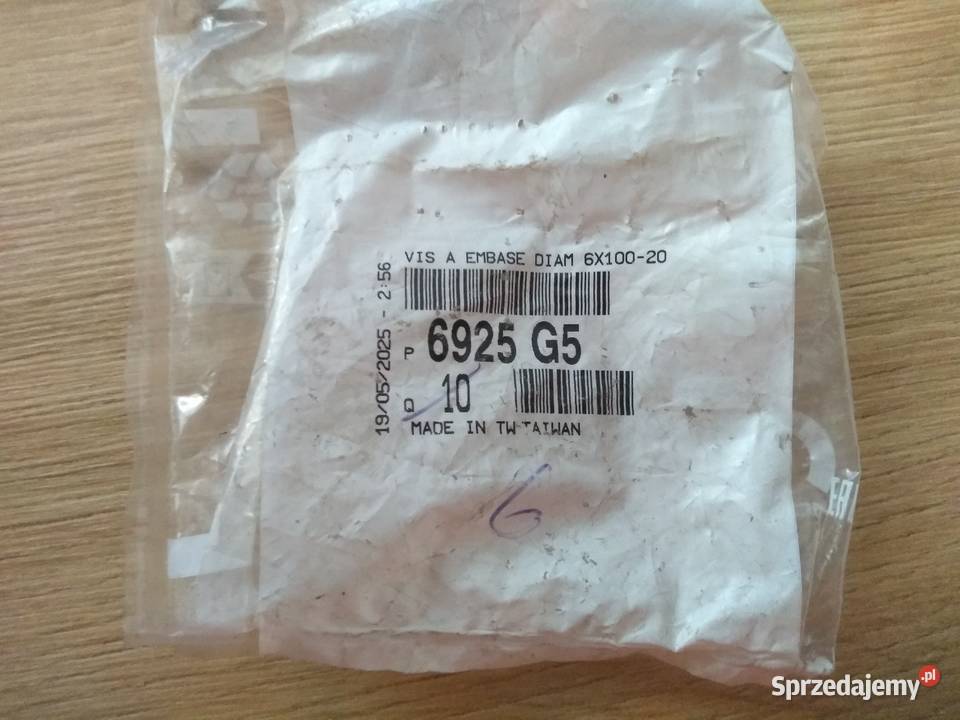 VIS A EMBASE DIAM 6X100-20
19/05/2025 - 2:56
P 6925 G5
Q 10
MADE IN TW-TAIWAN
6
EAC
Sprzedajemy.pl